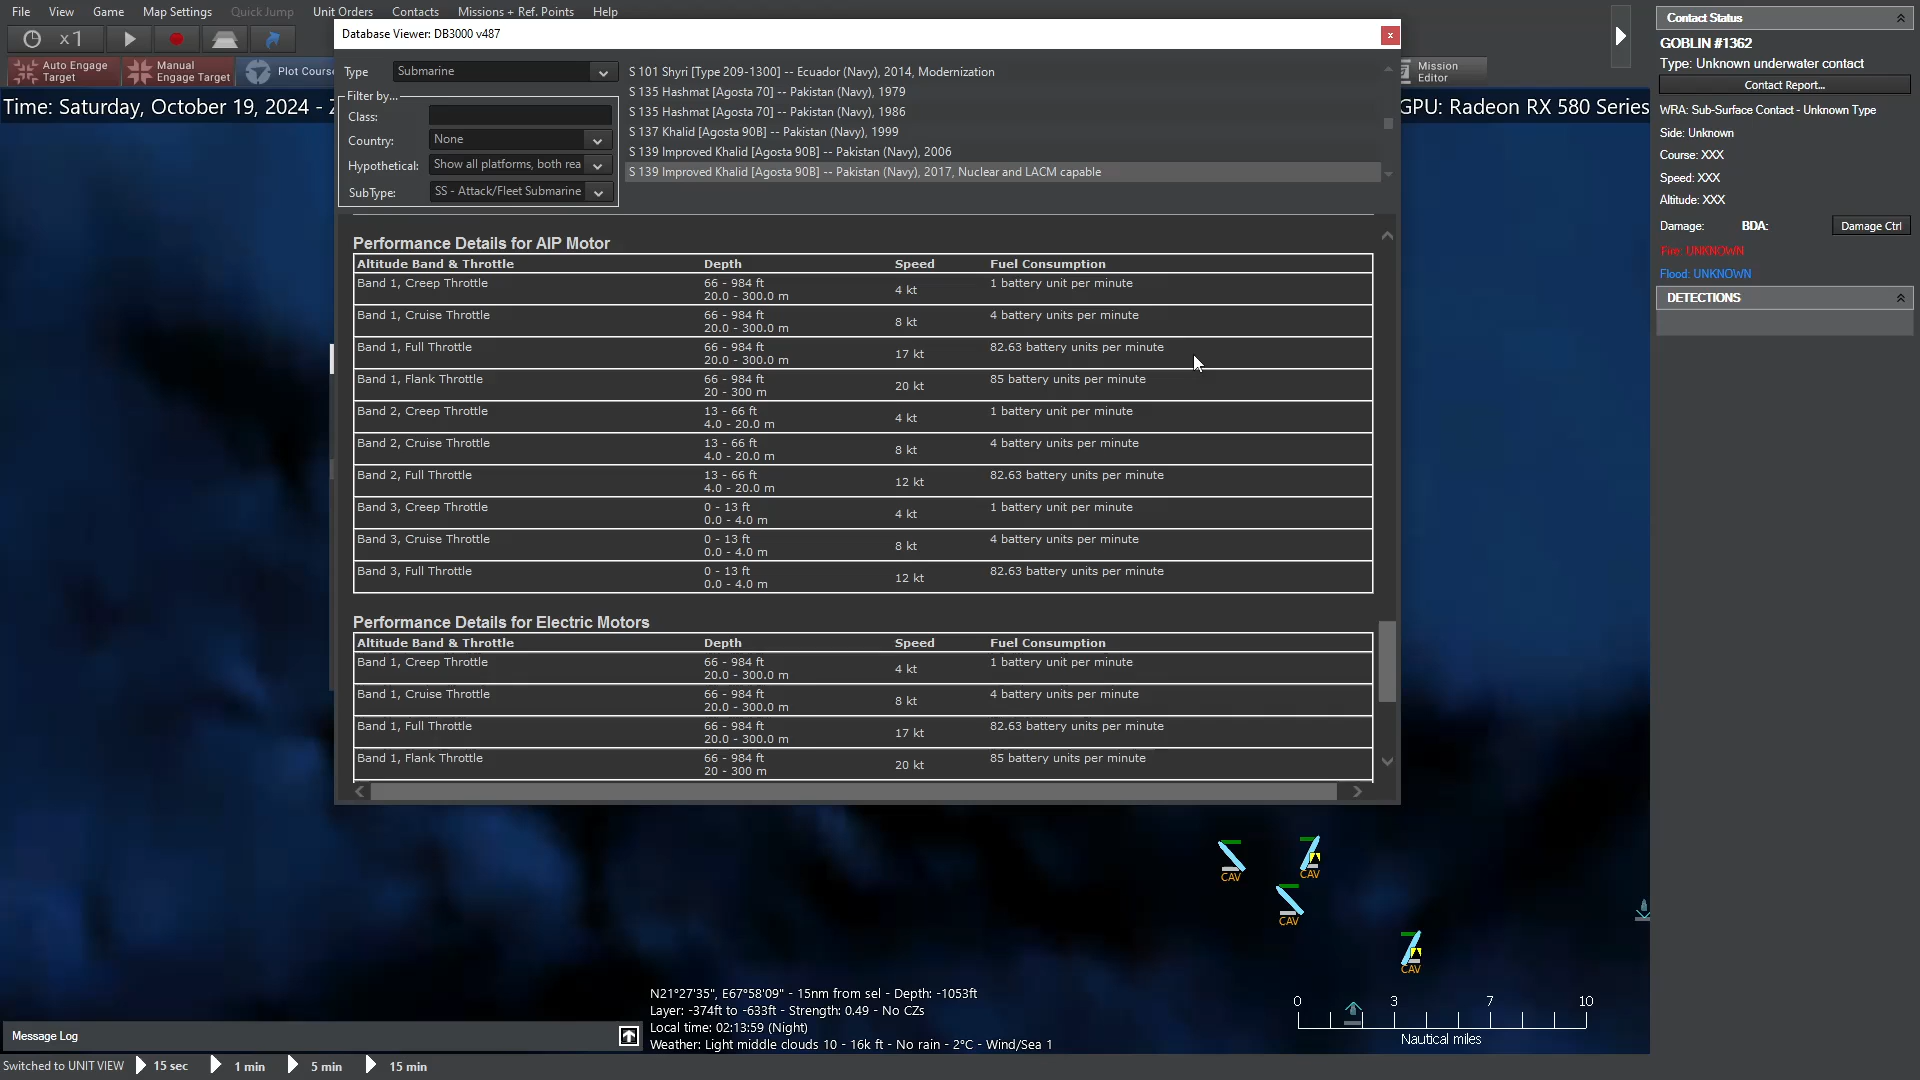 File View Game Map Settings Quick Jump Unit Orders Contacts Missions + Ref. Points Help
x1
Auto Engage Target
Manual Engage Target
Plot Course
Time: Saturday, October 19, 2024 -
GPU: Radeon RX 580 Series
Mission Editor
Database Viewer: DB3000 v487
x
Type Submarine
Filter by...
Class:
Country: None
Hypothetical: Show all platforms, both rea
SubType: SS - Attack/Fleet Submarine
S 101 Shyri [Type 209-1300] -- Ecuador (Navy), 2014, Modernization
S 135 Hashmat [Agosta 70] -- Pakistan (Navy), 1979
S 135 Hashmat [Agosta 70] -- Pakistan (Navy), 1986
S 137 Khalid [Agosta 90B] -- Pakistan (Navy), 1999
S 139 Improved Khalid [Agosta 90B] -- Pakistan (Navy), 2006
S 139 Improved Khalid [Agosta 90B] -- Pakistan (Navy), 2017, Nuclear and LACM capable
Performance Details for AIP Motor
Altitude Band & Throttle Depth Speed Fuel Consumption
Band 1, Creep Throttle 66 - 984 ft 20.0 - 300.0 m 4 kt 1 battery unit per minute
Band 1, Cruise Throttle 66 - 984 ft 20.0 - 300.0 m 8 kt 4 battery units per minute
Band 1, Full Throttle 66 - 984 ft 20.0 - 300.0 m 17 kt 82.63 battery units per minute
Band 1, Flank Throttle 66 - 984 ft 20 - 300 m 20 kt 85 battery units per minute
Band 2, Creep Throttle 13 - 66 ft 4.0 - 20.0 m 4 kt 1 battery unit per minute
Band 2, Cruise Throttle 13 - 66 ft 4.0 - 20.0 m 8 kt 4 battery units per minute
Band 2, Full Throttle 13 - 66 ft 4.0 - 20.0 m 12 kt 82.63 battery units per minute
Band 3, Creep Throttle 0 - 13 ft 0.0 - 4.0 m 4 kt 1 battery unit per minute
Band 3, Cruise Throttle 0 - 13 ft 0.0 - 4.0 m 8 kt 4 battery units per minute
Band 3, Full Throttle 0 - 13 ft 0.0 - 4.0 m 12 kt 82.63 battery units per minute
Performance Details for Electric Motors
Altitude Band & Throttle Depth Speed Fuel Consumption
Band 1, Creep Throttle 66 - 984 ft 20.0 - 300.0 m 4 kt 1 battery unit per minute
Band 1, Cruise Throttle 66 - 984 ft 20.0 - 300.0 m 8 kt 4 battery units per minute
Band 1, Full Throttle 66 - 984 ft 20.0 - 300.0 m 17 kt 82.63 battery units per minute
Band 1, Flank Throttle 66 - 984 ft 20 - 300 m 20 kt 85 battery units per minute
Contact Status
GOBLIN #1362
Type: Unknown underwater contact
Contact Report...
WRA: Sub-Surface Contact - Unknown Type
Side: Unknown
Course: XXX
Speed: XXX
Altitude: XXX
Damage: BDA: Damage Ctrl
Fire: UNKNOWN
Flood: UNKNOWN
DETECTIONS
CAV
CAV
CAV
CAV
N21°27'35", E67°58'09" - 15nm from sel - Depth: -1053ft
Layer: -374ft to -633ft - Strength: 0.49 - No CZs
Local time: 02:13:59 (Night)
Weather: Light middle clouds 10 - 16k ft - No rain - 2°C - Wind/Sea 1
0 3 7 10
Nautical miles
Message Log
Switched to UNIT VIEW 15 sec 1 min 5 min 15 min